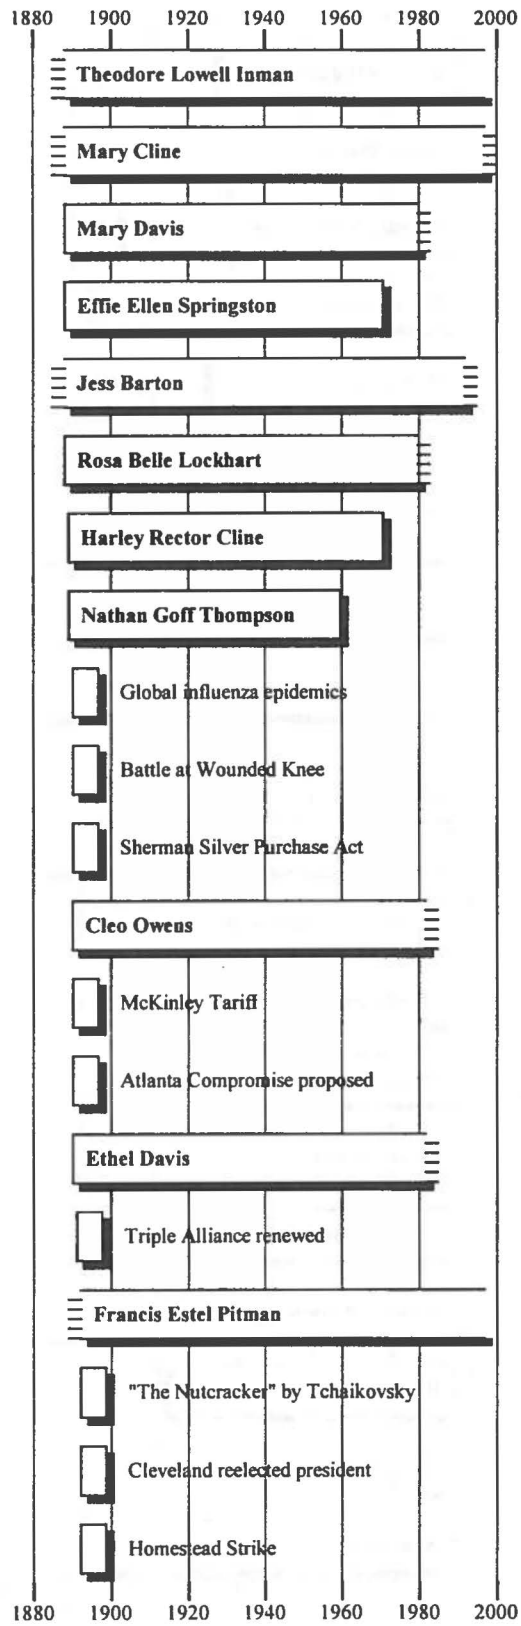 1880 1900 1920 1940 1960 1980 2000
Theodore Lowell Inman
Mary Cline
Mary Davis
Effie Ellen Springston
Jess Barton
Rosa Belle Lockhart
Harley Rector Cline
Nathan Goff Thompson
Global influenza epidemics
Battle at Wounded Knee
Sherman Silver Purchase Act
Cleo Owens
McKinley Tariff
Atlanta Compromise proposed
Ethel Davis
Triple Alliance renewed
Francis Estel Pitman
"The Nutcracker" by Tchaikovsky
Cleveland reelected president
Homestead Strike
1880 1900 1920 1940 1960 1980 2000